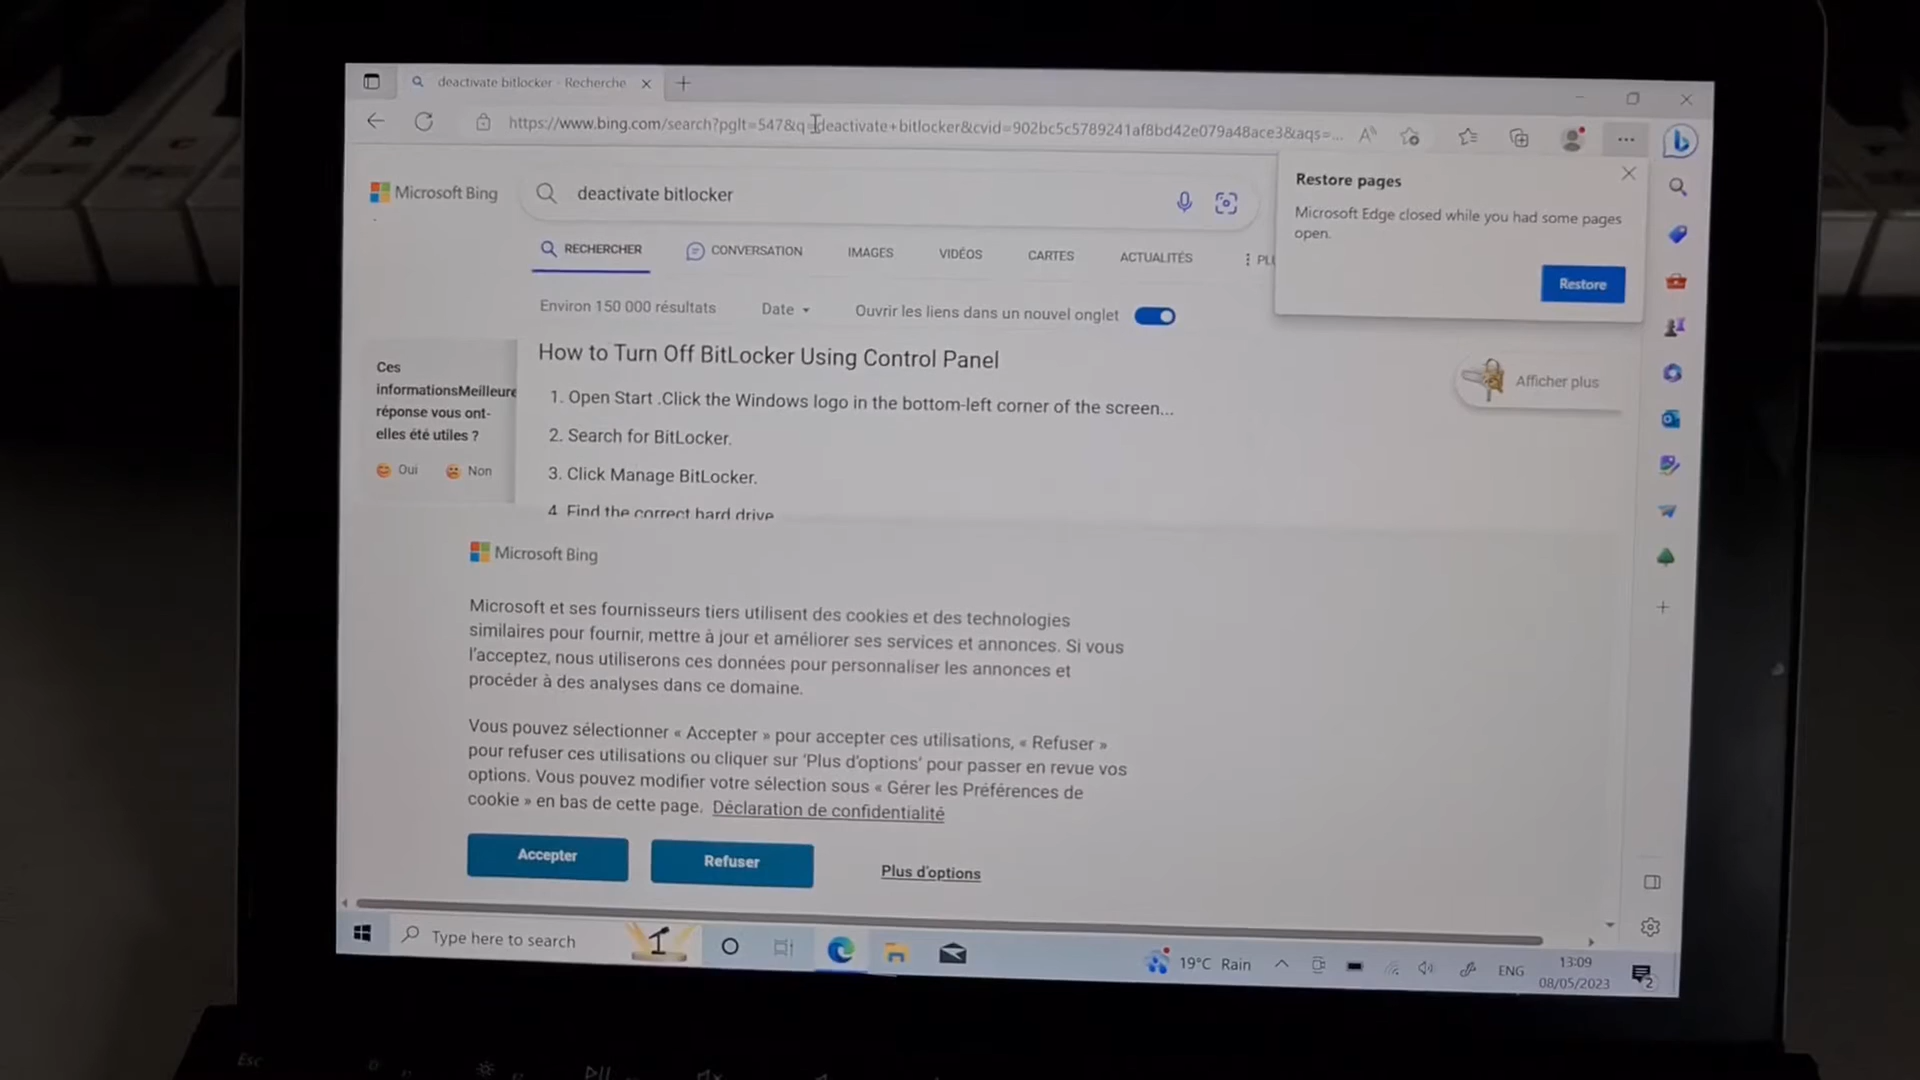 deactivate bitlocker - Recherche
https://www.bing.com/search?pglt=547&q=deactivate+bitlocker&cvid=902bc5c5789241af8bd42e079a48ace3&aqs=...
Microsoft Bing
deactivate bitlocker
Restore pages
Microsoft Edge closed while you had some pages
open.
Restore
RECHERCHER
CONVERSATION
IMAGES
VIDÉOS
CARTES
ACTUALITÉS
PLU
Environ 150 000 résultats
Date
Ouvrir les liens dans un nouvel onglet
Ces
informationsMeilleure
réponse vous ont-
elles été utiles ?
Oui
Non
How to Turn Off BitLocker Using Control Panel
1. Open Start .Click the Windows logo in the bottom-left corner of the screen...
2. Search for BitLocker.
3. Click Manage BitLocker.
4. Find the correct hard drive
Afficher plus
Microsoft Bing
Microsoft et ses fournisseurs tiers utilisent des cookies et des technologies
similaires pour fournir, mettre à jour et améliorer ses services et annonces. Si vous
l'acceptez, nous utiliserons ces données pour personnaliser les annonces et
procéder à des analyses dans ce domaine.
Vous pouvez sélectionner « Accepter » pour accepter ces utilisations, « Refuser »
pour refuser ces utilisations ou cliquer sur 'Plus d'options' pour passer en revue vos
options. Vous pouvez modifier votre sélection sous « Gérer les Préférences de
cookie » en bas de cette page. Déclaration de confidentialité
Accepter
Refuser
Plus d'options
Type here to search
19°C Rain
ENG
13:09
08/05/2023
2
Esc